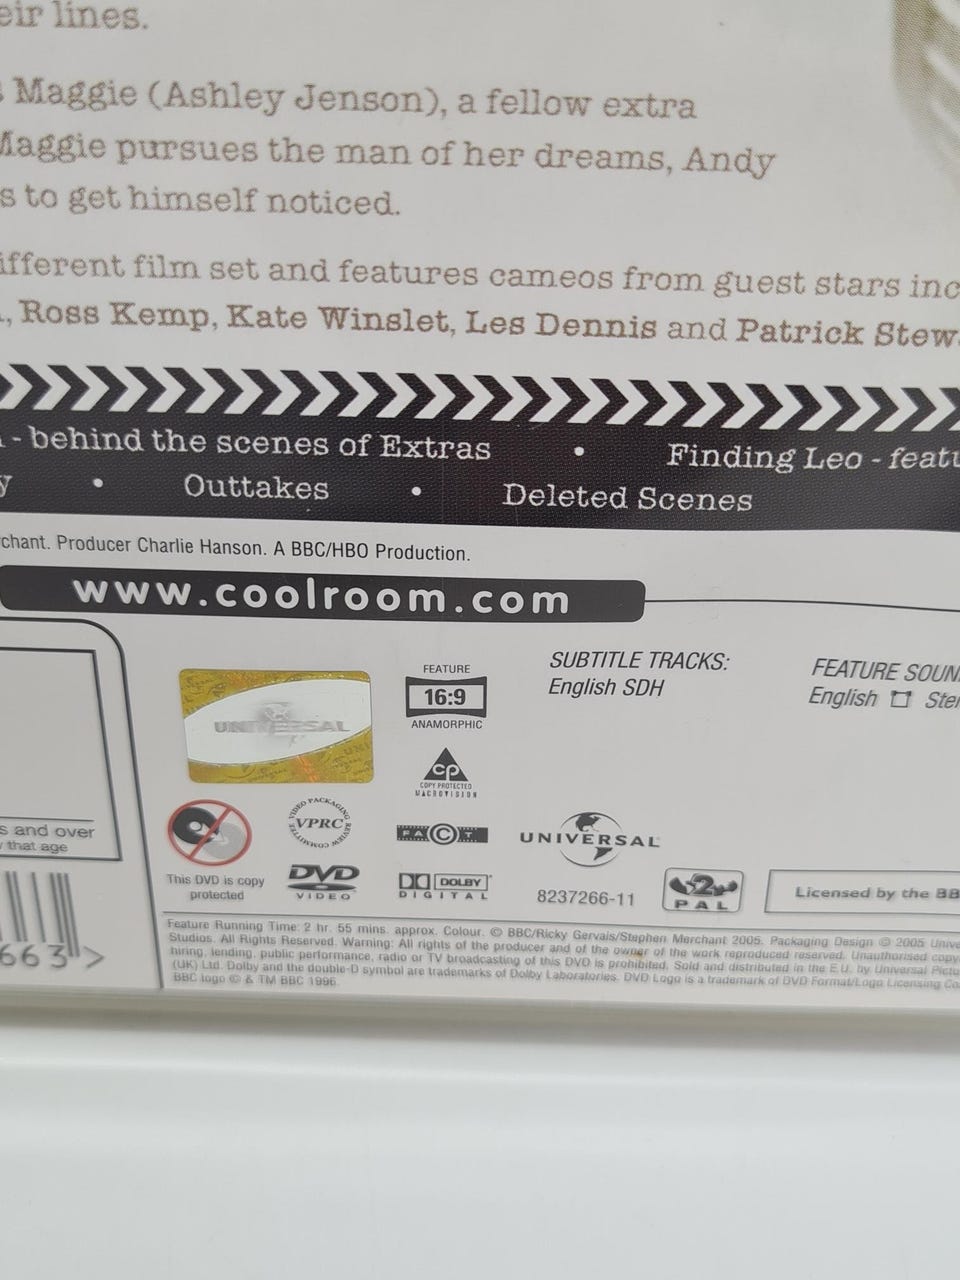 eir lines.
s Maggie (Ashley Jenson), a fellow extra
Maggie pursues the man of her dreams, Andy
s to get himself noticed.
ifferent film set and features cameos from guest stars inc
., Ross Kemp, Kate Winslet, Les Dennis and Patrick Stew
- behind the scenes of Extras • Finding Leo - featu
y • Outtakes • Deleted Scenes
chant. Producer Charlie Hanson. A BBC/HBO Production.
www.coolroom.com
UNIVERSAL
FEATURE
16:9
ANAMORPHIC
SUBTITLE TRACKS:
English SDH
FEATURE SOUN
English Ster
cp
COPY PROTECTED
MACROVISION
s and over
that age
This DVD is copy
protected
VIDEO PACKAGING REVIEW COMMITTEE
VPRC
DVD
VIDEO
FACT
DOLBY
DIGITAL
UNIVERSAL
8237266-11
2
PAL
Licensed by the BB
663>
Feature Running Time: 2 hr. 55 mins. approx. Colour. © BBC/Ricky Gervais/Stephen Merchant 2005. Packaging Design © 2005 Unive
Studios. All Rights Reserved. Warning: All rights of the producer and of the owner of the work reproduced reserved. Unauthorised copy
hiring, lending, public performance, radio or TV broadcasting of this DVD is prohibited. Sold and distributed in the E.U. by Universal Pictu
(UK) Ltd. Dolby and the double-D symbol are trademarks of Dolby Laboratories. DVD Logo is a trademark of DVD Format/Logo Licensing Co
BBC logo © & TM BBC 1996.